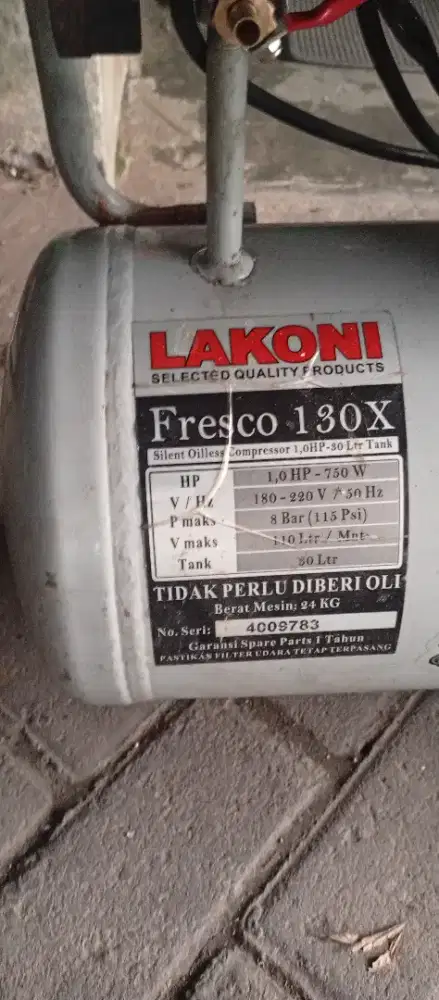 LAKONI
SELECTED QUALITY PRODUCTS
Fresco 130X
Silent Oilless Compressor 1,0HP-30 Ltr Tank
HP 1,0 HP - 750 W
V / Hz 180 - 220 V / 50 Hz
P maks 8 Bar (115 Psi)
V maks 110 Ltr / Mnt
Tank 30 Ltr
TIDAK PERLU DIBERI OLI
Berat Mesin: 24 KG
No. Seri: 4009783
Garansi Spare Parts 1 Tahun
PASTIKAN FILTER UDARA TETAP TERPASANG